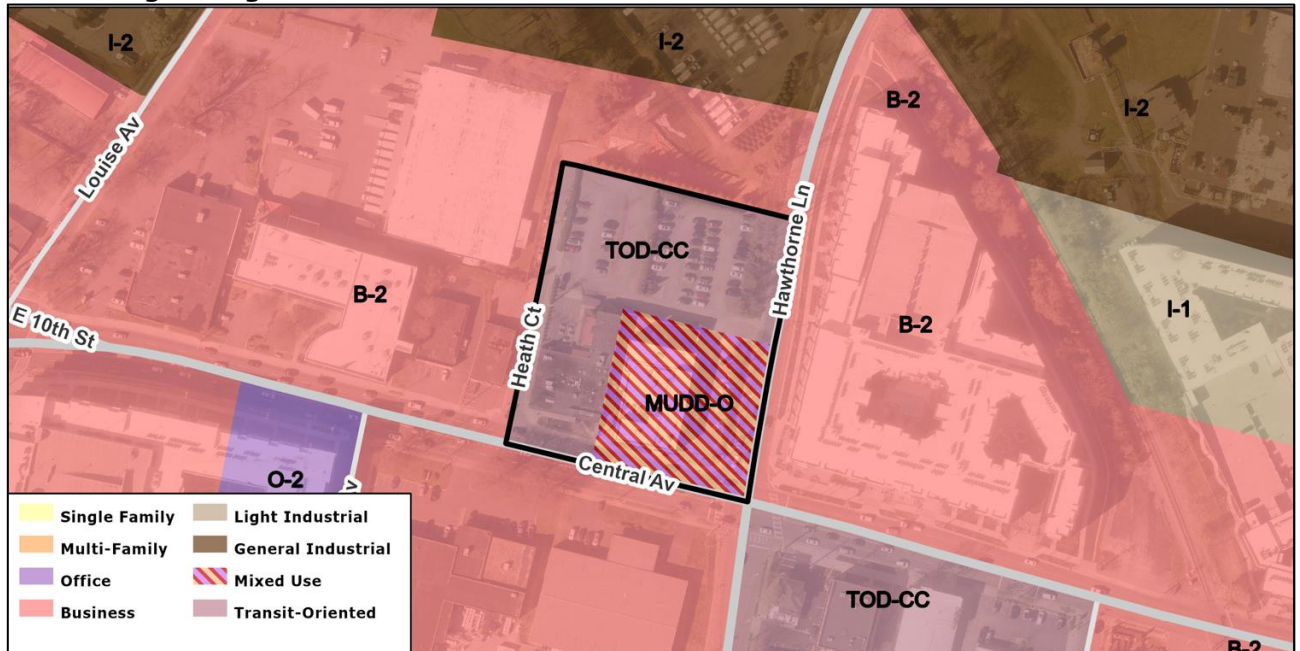 I-2
I-2
B-2
I-2
Louise Av
Hawthorne Ln
TOD-CC
B-2
B-2
I-1
E 10th St
Heath Ct
MUDD-O
Central Av
O-2
Single Family
Light Industrial
Multi-Family
General Industrial
Office
Mixed Use
Business
Transit-Oriented
TOD-CC
B-2